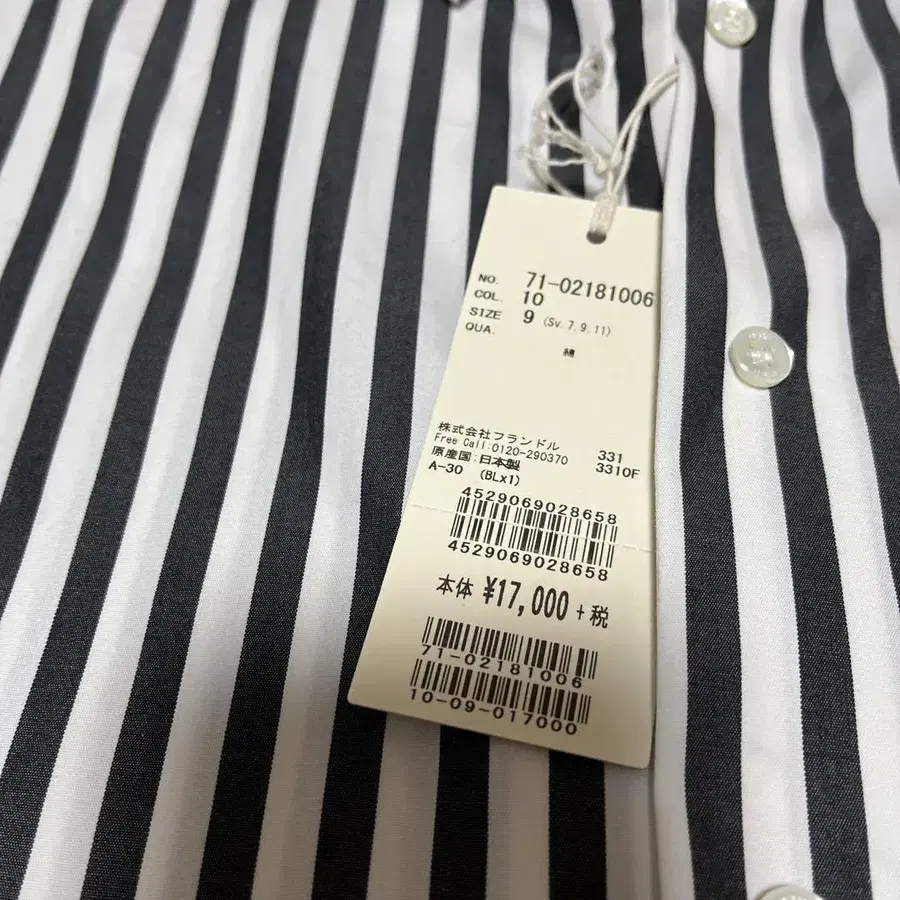 NO. 71-02181006
COL. 10
SIZE 9 (Sv. 7, 9, 11)
QUA.
綿
株式会社フランドル 331
Free Call:0120-290370 3310F
原産国:日本製
A-30 (BLx1)
4529069028658
4529069028658
本体 ¥17,000 +税
71-02181006
10-09-017000